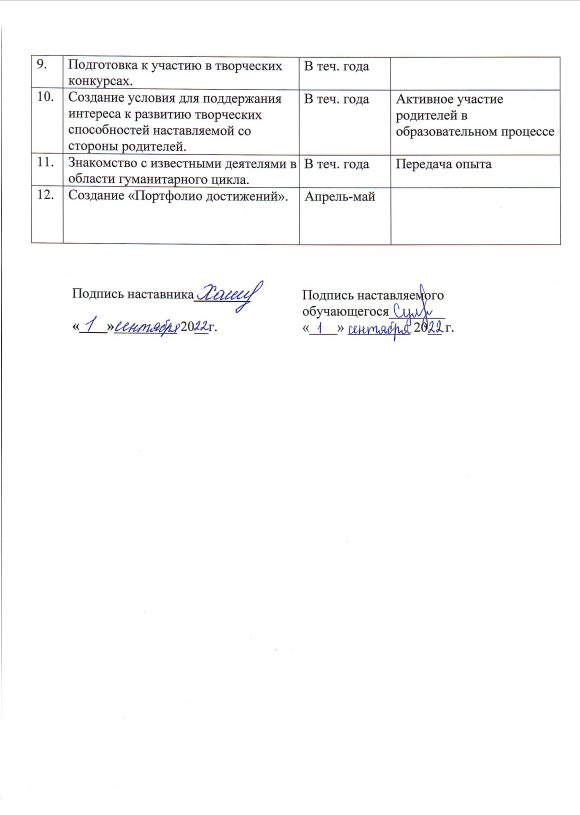 9. Подготовка к участию в творческих В теч. года
конкурсах.
10. Создание условия для поддержания В теч. года Активное участие
интереса к развитию творческих родителей в
способностей наставляемой со образовательном процессе
стороны родителей.
11. Знакомство с известными деятелями в В теч. года Передача опыта
области гуманитарного цикла.
12. Создание «Портфолио достижений». Апрель-май
Подпись наставника
«1» сентября 2022г.
Подпись наставляемого
обучающегося
«1» сентября 2022 г.